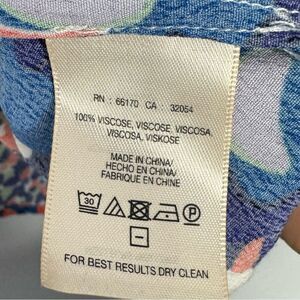 RN : 66170 CA : 32054
100% VISCOSE, VISCOSE, VISCOSA,
VISCOSA, VISKOSE
MADE IN CHINA/
HECHO EN CHINA/
FABRIQUE EN CHINE
30 P
FOR BEST RESULTS DRY CLEAN